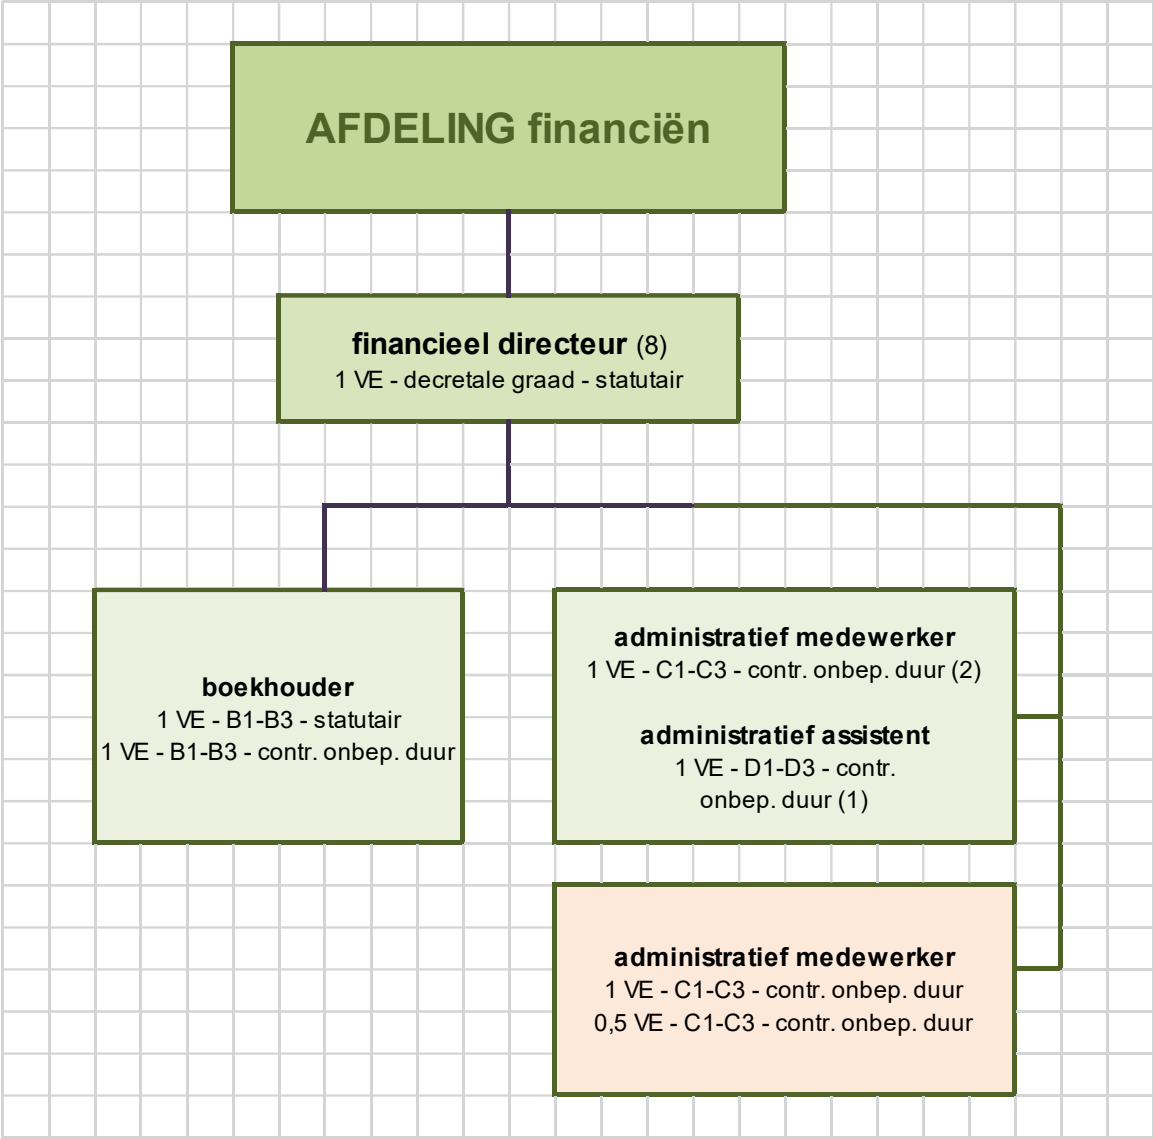 AFDELING financiën
financieel directeur (8)
1 VE - decretale graad - statutair
boekhouder
1 VE - B1-B3 - statutair
1 VE - B1-B3 - contr. onbep. duur
administratief medewerker
1 VE - C1-C3 - contr. onbep. duur (2)
administratief assistent
1 VE - D1-D3 - contr.
onbep. duur (1)
administratief medewerker
1 VE - C1-C3 - contr. onbep. duur
0,5 VE - C1-C3 - contr. onbep. duur